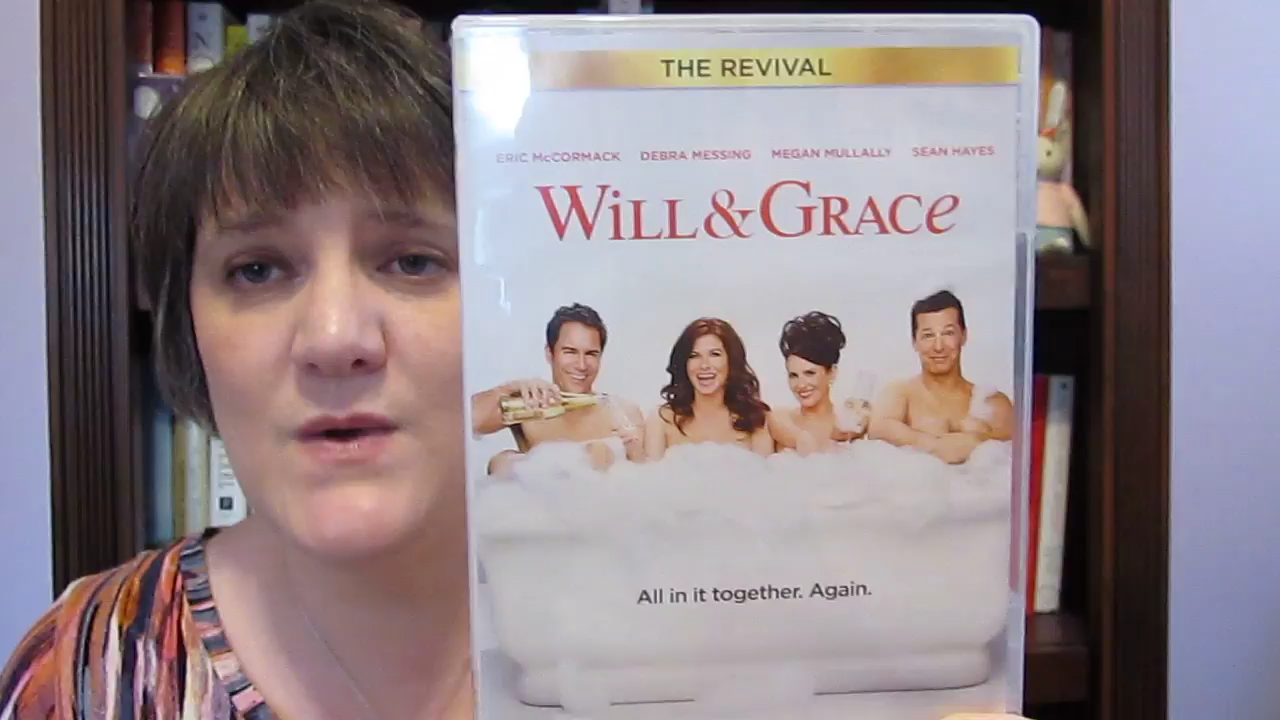 THE REVIVAL
ERIC McCORMACK DEBRA MESSING MEGAN MULLALLY SEAN HAYES
WiLL&GRACe
All in it together. Again.